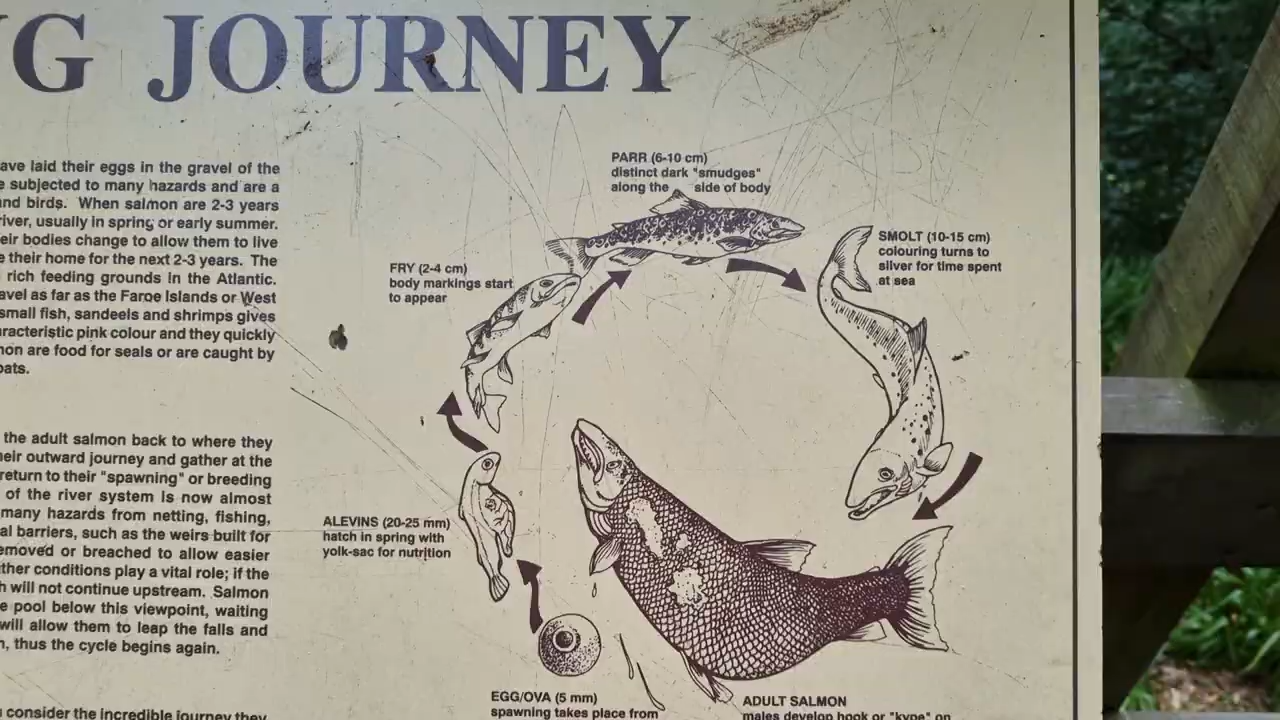 G JOURNEY
ave laid their eggs in the gravel of the
e subjected to many hazards and are a
and birds. When salmon are 2-3 years
river, usually in spring or early summer.
eir bodies change to allow them to live
e their home for the next 2-3 years. The
rich feeding grounds in the Atlantic.
avel as far as the Faroe Islands or West
small fish, sandeels and shrimps gives
aracteristic pink colour and they quickly
mon are food for seals or are caught by
oats.
the adult salmon back to where they
heir outward journey and gather at the
return to their "spawning" or breeding
of the river system is now almost
many hazards from netting, fishing,
al barriers, such as the weirs built for
emoved or breached to allow easier
ther conditions play a vital role; if the
h will not continue upstream. Salmon
e pool below this viewpoint, waiting
will allow them to leap the falls and
n, thus the cycle begins again.
consider the incredible journey they
PARR (6-10 cm)
distinct dark "smudges"
along the side of body
SMOLT (10-15 cm)
colouring turns to
silver for time spent
at sea
FRY (2-4 cm)
body markings start
to appear
ALEVINS (20-25 mm)
hatch in spring with
yolk-sac for nutrition
EGG/OVA (5 mm)
spawning takes place from
ADULT SALMON
males develop hook or "kype" on